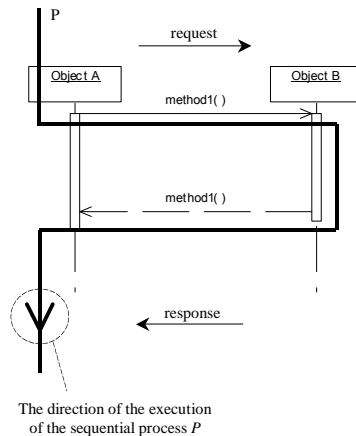 P
request
Object A
Object B
method1( )
method1( )
response
The direction of the execution
of the sequential process P